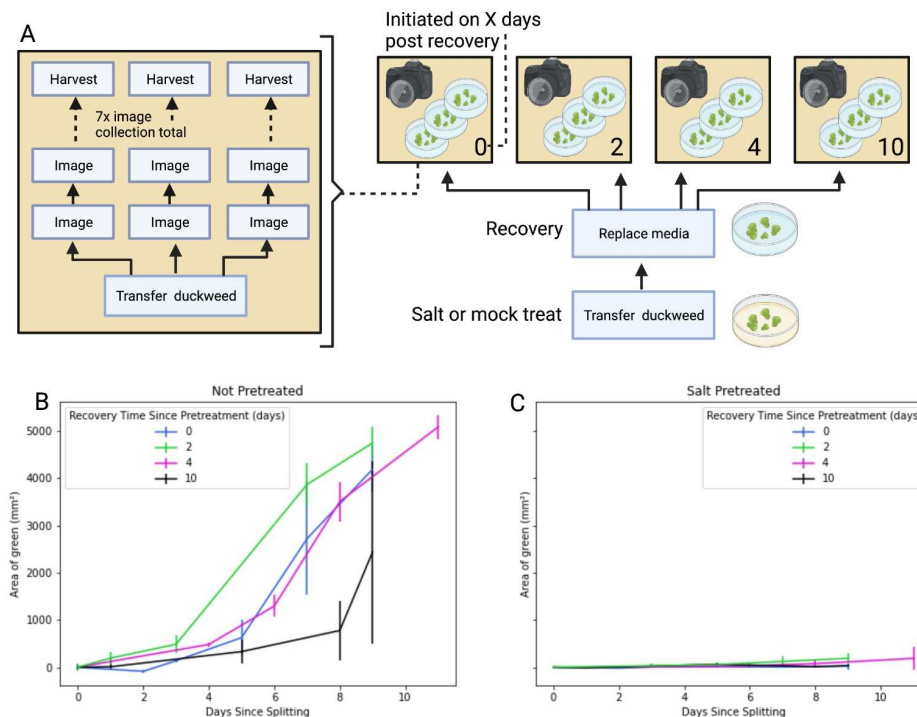 A
Initiated on X days
post recovery
Harvest
Harvest
Harvest
7x image
collection total
Image
Image
Image
Image
Image
Image
Transfer duckweed
0
2
4
10
Recovery
Replace media
Salt or mock treat
Transfer duckweed
B
Not Pretreated
Recovery Time Since Pretreatment (days)
0
2
4
10
Area of green (mm²)
5000
4000
3000
2000
1000
0
0
2
4
6
8
10
Days Since Splitting
C
Salt Pretreated
Recovery Time Since Pretreatment (days)
0
2
4
10
Area of green (mm²)
0
2
4
6
8
10
Days Since Splitting